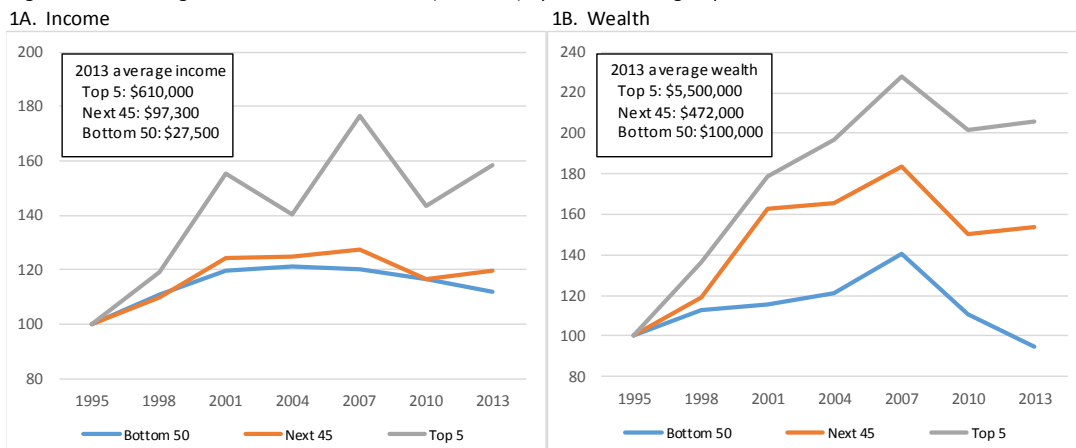 1A. Income
200
180
160
140
120
100
80
2013 average income
Top 5: $610,000
Next 45: $97,300
Bottom 50: $27,500
1995 1998 2001 2004 2007 2010 2013
Bottom 50 Next 45 Top 5
1B. Wealth
240
220
200
180
160
140
120
100
80
2013 average wealth
Top 5: $5,500,000
Next 45: $472,000
Bottom 50: $100,000
1995 1998 2001 2004 2007 2010 2013
Bottom 50 Next 45 Top 5